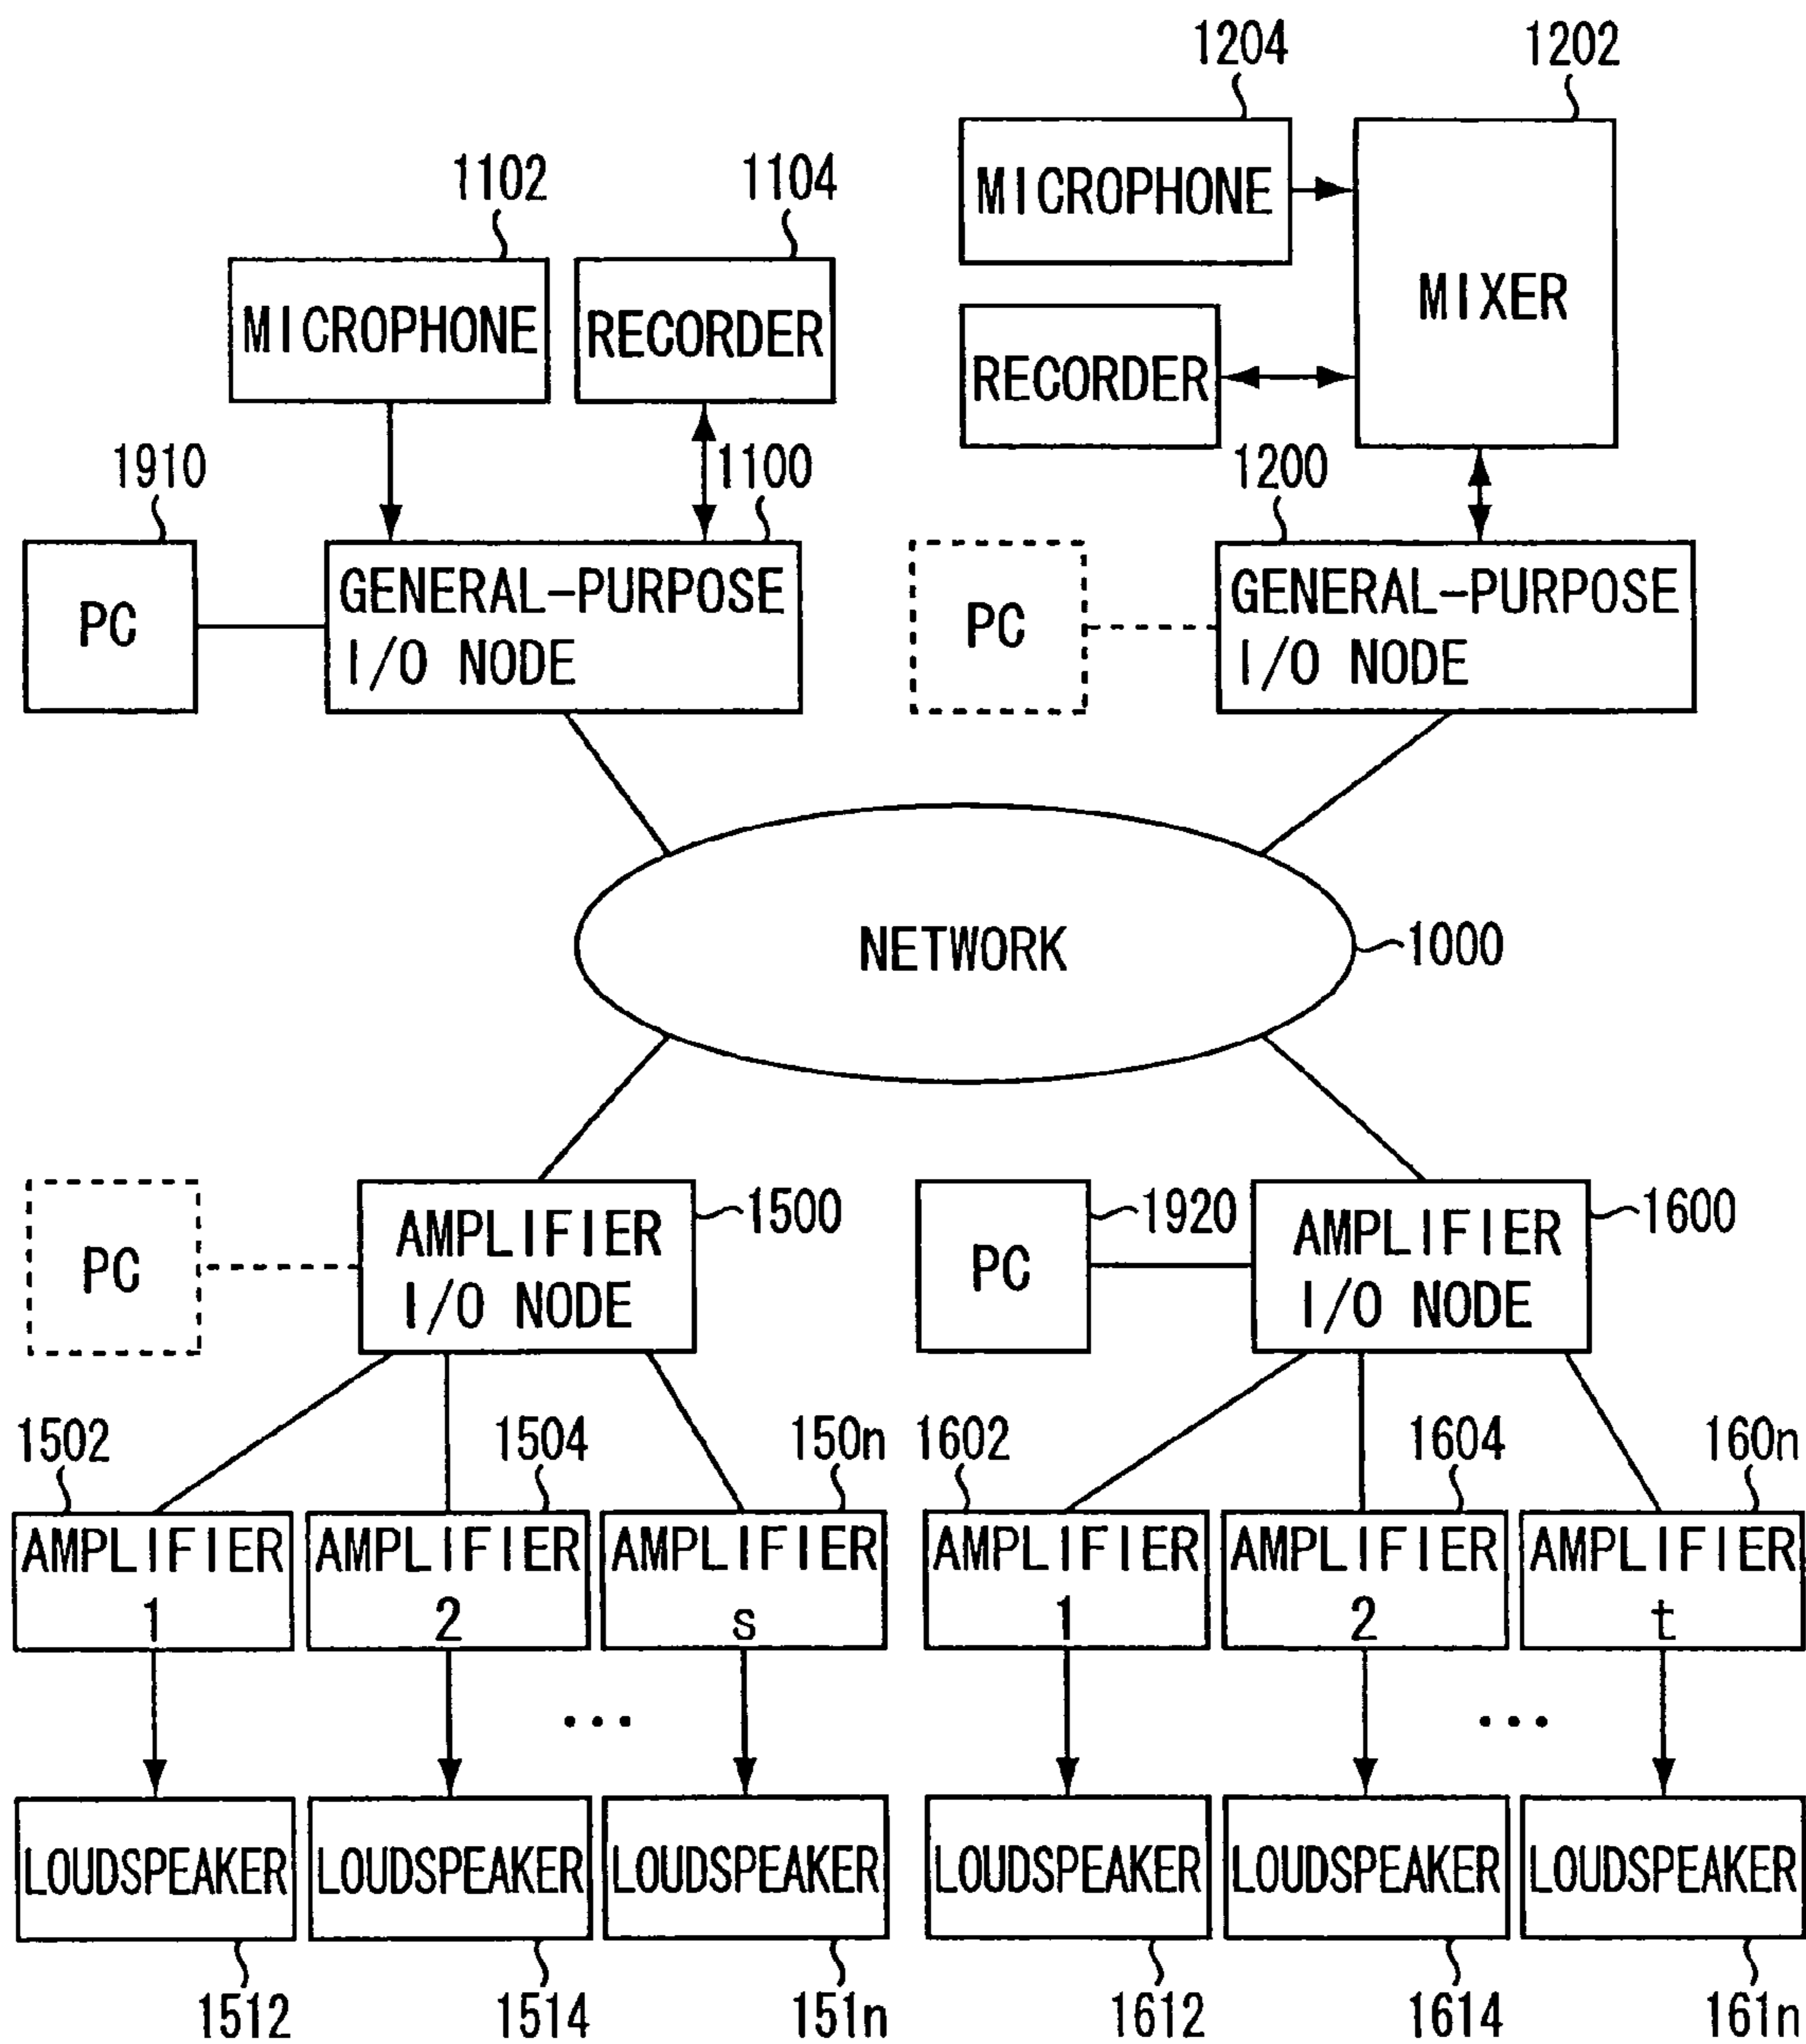 1204
1202
1102
1104
MICROPHONE
MIXER
MICROPHONE
RECORDER
RECORDER
1910
1100
1200
PC
GENERAL-PURPOSE
I/O NODE
PC
GENERAL-PURPOSE
I/O NODE
NETWORK
1000
PC
AMPLIFIER
I/O NODE
1500
PC
1920
AMPLIFIER
I/O NODE
1600
1502
1504
150n
1602
1604
160n
AMPLIFIER
1
AMPLIFIER
2
AMPLIFIER
s
AMPLIFIER
1
AMPLIFIER
2
AMPLIFIER
t
...
...
LOUDSPEAKER
LOUDSPEAKER
LOUDSPEAKER
LOUDSPEAKER
LOUDSPEAKER
LOUDSPEAKER
1512
1514
151n
1612
1614
161n